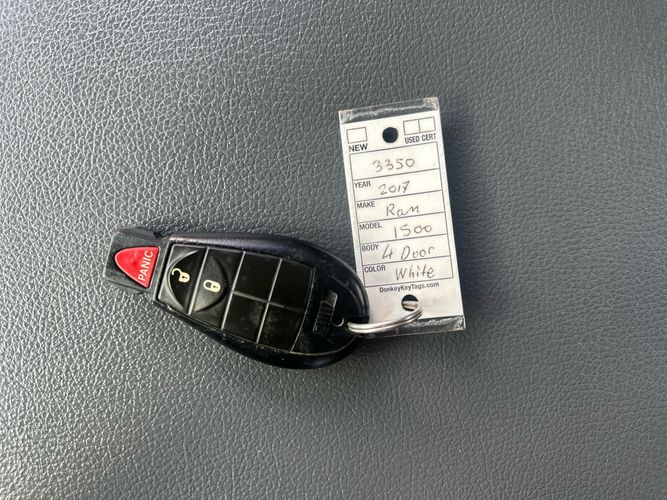 NEW
USED CERT
3350
YEAR 2017
MAKE Ram
MODEL 1500
BODY 4 Door
COLOR White
DonkeyKeyTags.com
PANIC